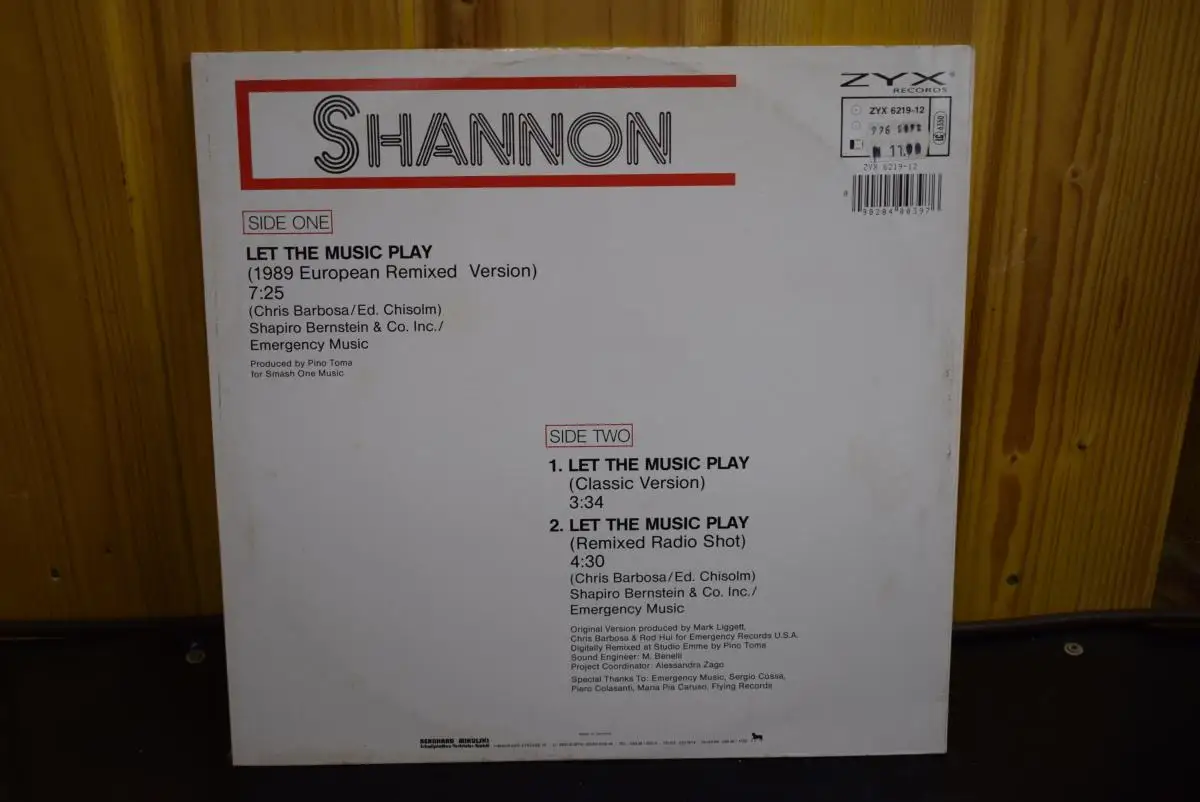 SHANNON
ZYX
RECORDS
ZYX 6219-12
11.90
ZYX 6219-12
SIDE ONE
LET THE MUSIC PLAY
(1989 European Remixed Version)
7:25
(Chris Barbosa/Ed. Chisolm)
Shapiro Bernstein & Co. Inc./
Emergency Music
Produced by Pino Toma
for Smash One Music
SIDE TWO
1. LET THE MUSIC PLAY
(Classic Version)
3:34
2. LET THE MUSIC PLAY
(Remixed Radio Shot)
4:30
(Chris Barbosa/Ed. Chisolm)
Shapiro Bernstein & Co. Inc./
Emergency Music
Original Version produced by Mark Liggett,
Chris Barbosa & Rod Hui for Emergency Records U.S.A.
Digitally Remixed at Studio Emme by Pino Toma
Sound Engineer: M. Benelli
Project Coordinator: Alessandra Zago
Special Thanks To: Emergency Music, Sergio Cossa,
Piero Colasanti, Maria Pia Caruso, Flying Records
BERNHARD MIKULSKI